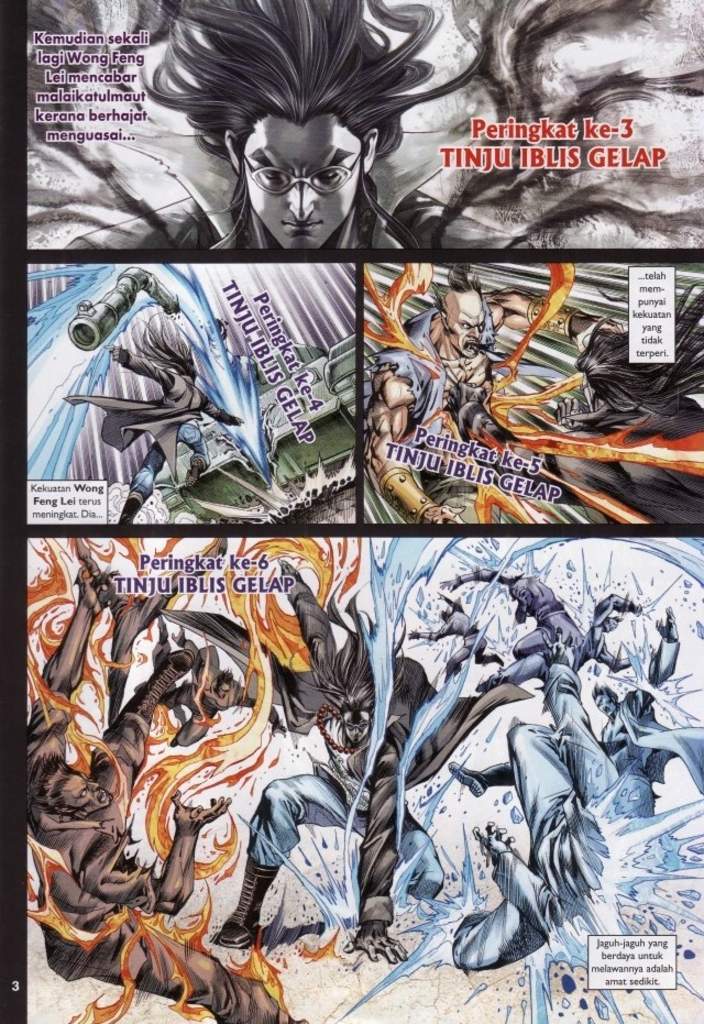 Kemudian sekali
lagi Wong Feng
Lei mencabar
malaikatulmaut
kerana berhajat
menguasai...
Peringkat ke-3
TINJU IBLIS GELAP
Peringkat ke-4
TINJU IBLIS GELAP
Kekuatan Wong
Feng Lei terus
meningkat. Dia...
...telah
mem-
punyai
kekuatan
yang
tidak
terperi.
Peringkat ke-5
TINJU IBLIS GELAP
Peringkat ke-6
TINJU IBLIS GELAP
Jaguh-jaguh yang
berdaya untuk
melawannya adalah
amat sedikit.
3